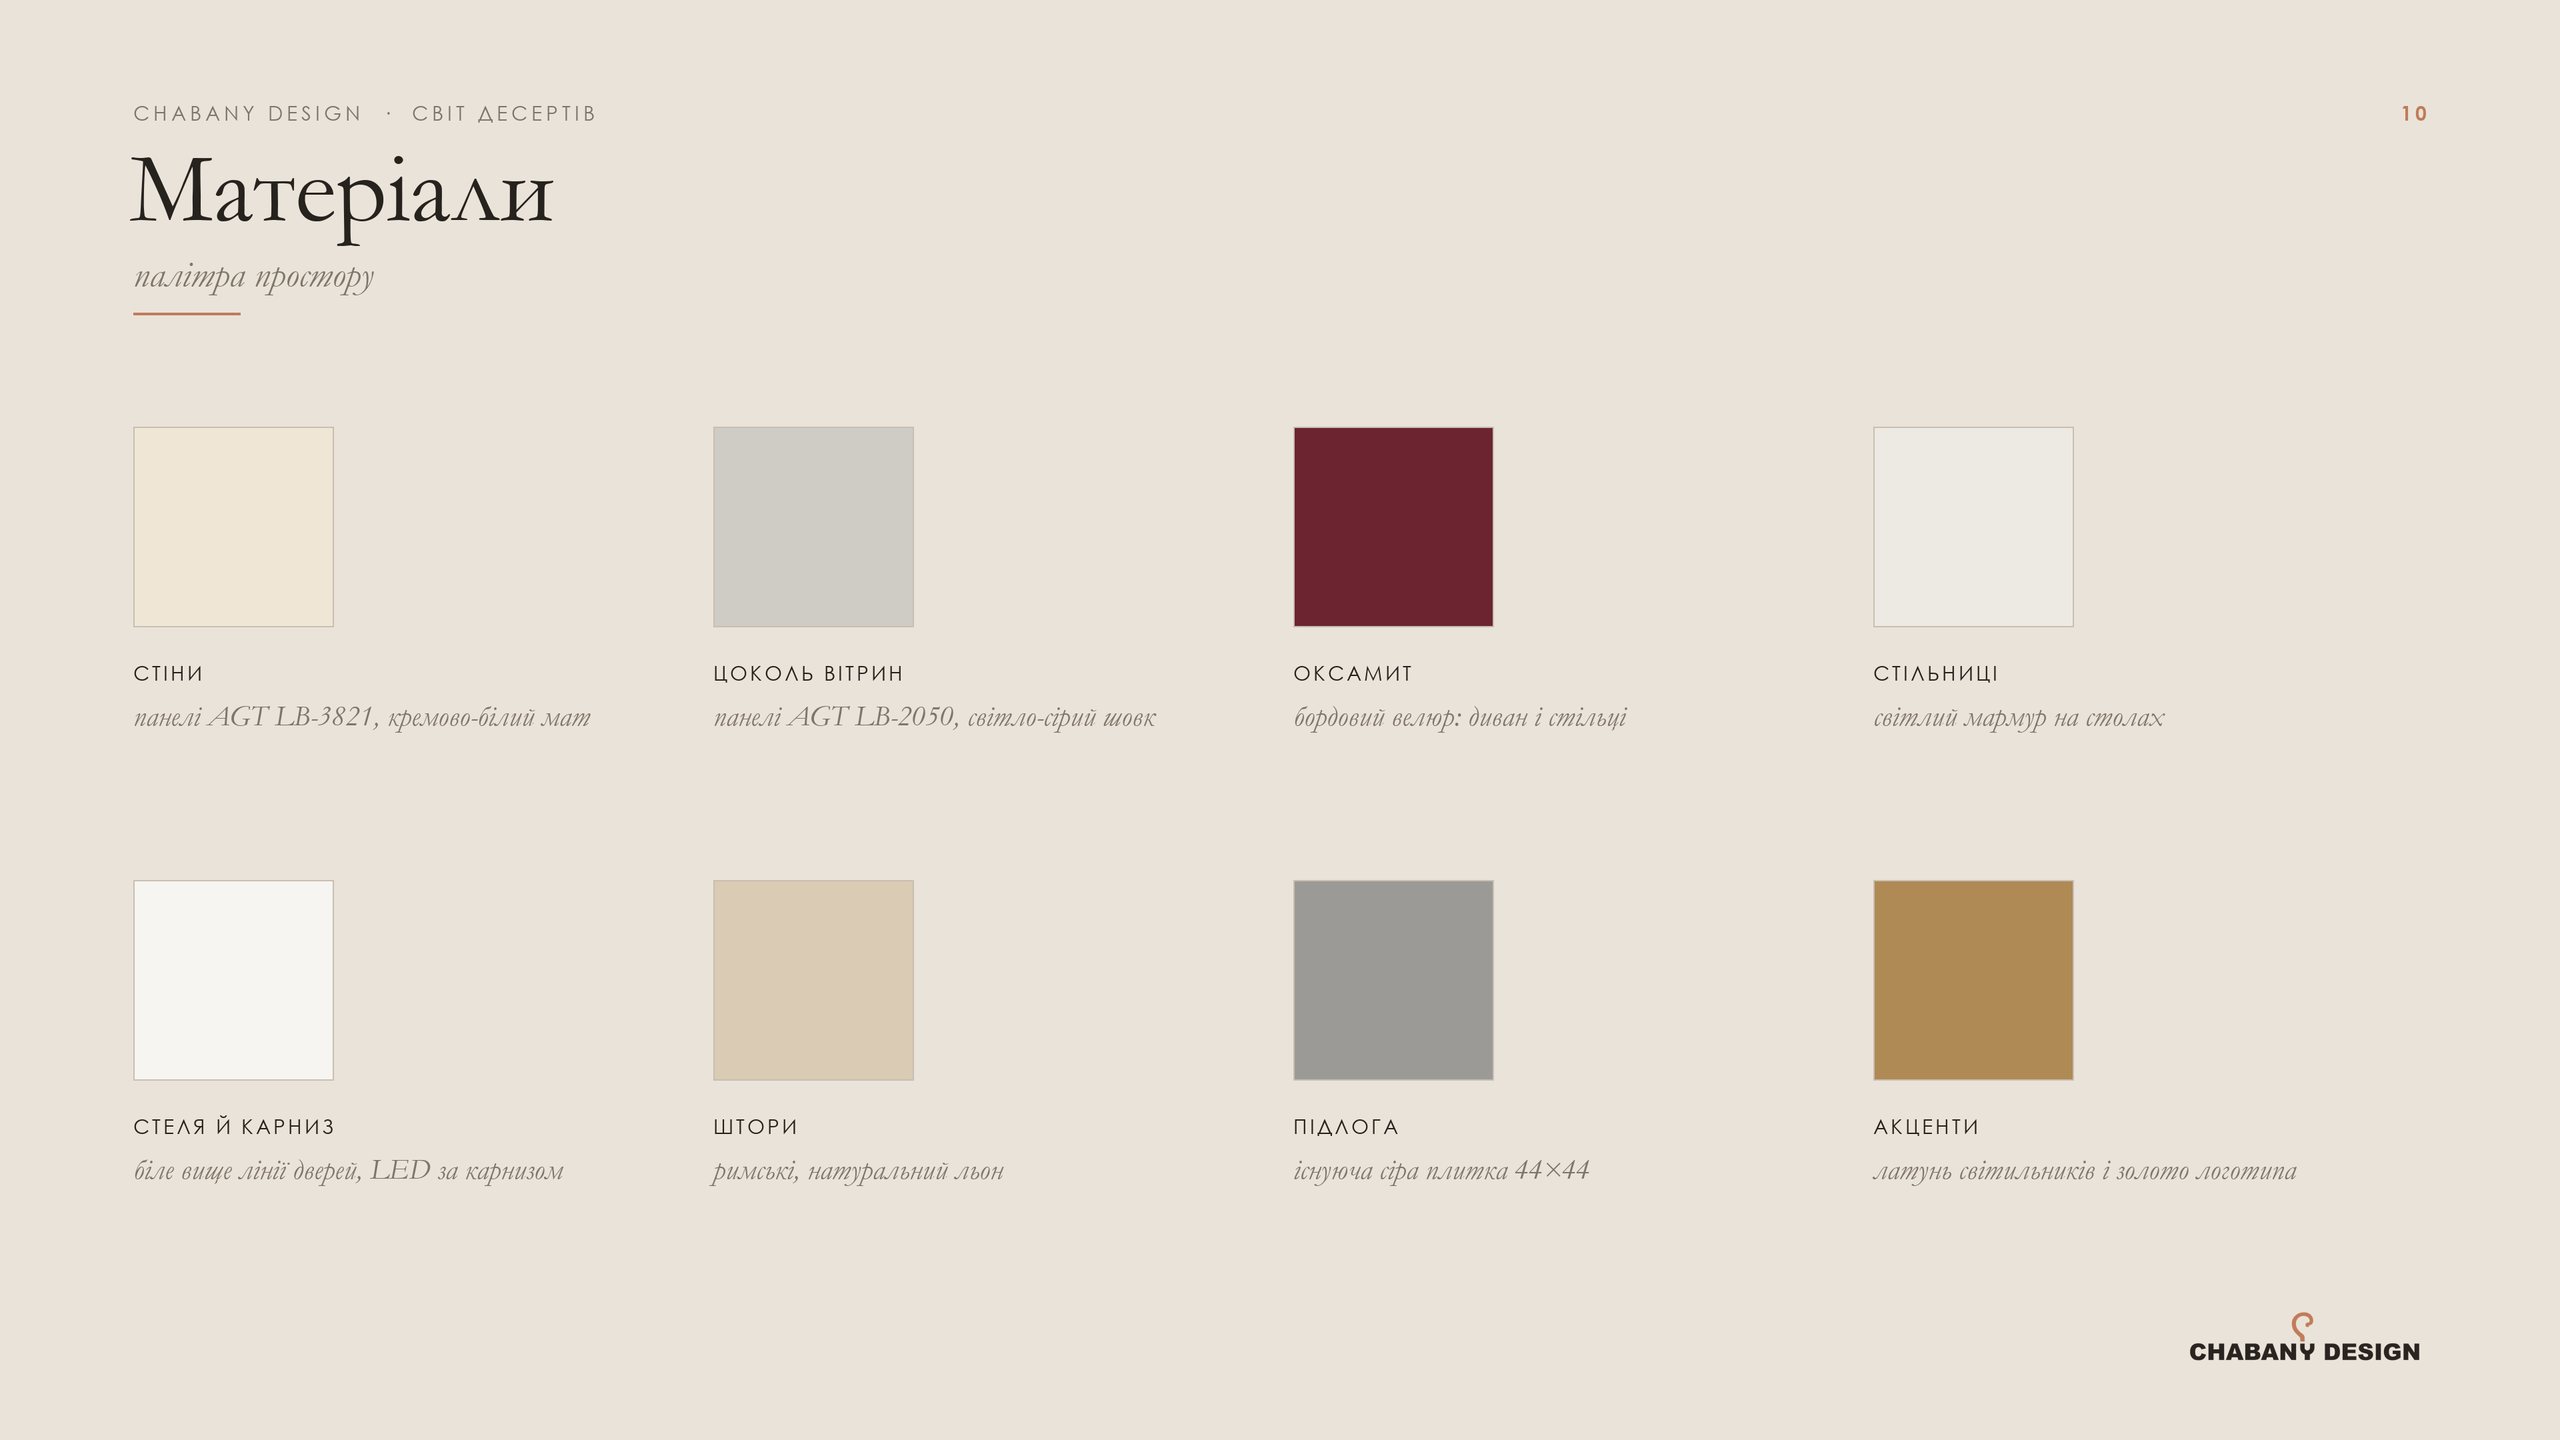 CHABANY DESIGN · СВІТ ДЕСЕРТІВ
10
Матеріали
палітра простору
СТІНИ
панелі AGT LB-3821, кремово-білий мат
ЦОКОЛЬ ВІТРИН
панелі AGT LB-2050, світло-сірий шовк
ОКСАМИТ
бордовий велюр: диван і стільці
СТІЛЬНИЦІ
світлий мармур на столах
СТЕЛЯ Й КАРНИЗ
біле вище лінії дверей, LED за карнизом
ШТОРИ
римські, натуральний льон
ПІДЛОГА
існуюча сіра плитка 44×44
АКЦЕНТИ
латунь світильників і золото логотипа
CHABANY DESIGN